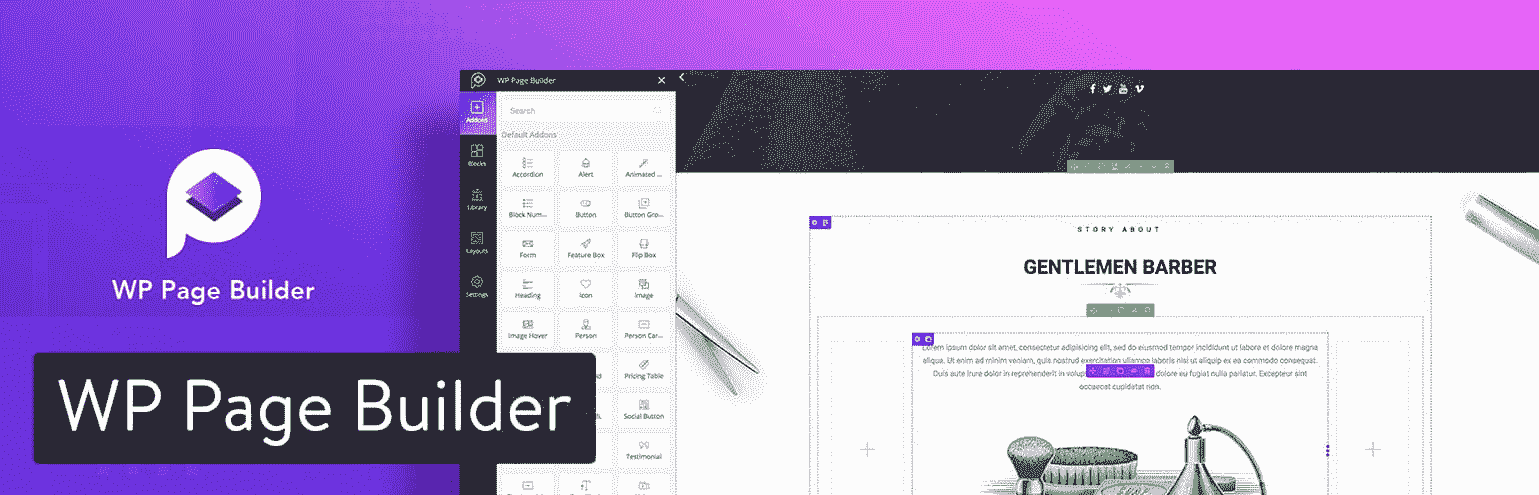 WP Page Builder
WP Page Builder
WP Page Builder
Addons
Blocks
Library
Layouts
Settings
Search
Default Addons
Accordion
Alert
Animated ...
Block Num...
Button
Button Gro...
Form
Feature Box
Flip Box
Heading
Icon
Image
Image Hover
Person
Person Car...
Pricing Table
Social Button
Testimonial
STORY ABOUT
GENTLEMEN BARBER
Lorem ipsum dolor sit amet, consectetur adipisicing elit, sed do eiusmod tempor incididunt ut labore et dolore magna
aliqua. Ut enim ad minim veniam, quis nostrud exercitation ullamco laboris nisi ut aliquip ex ea commodo consequat.
Duis aute irure dolor in reprehenderit in volup dolore eu fugiat nulla pariatur. Excepteur sint
occaecat cupidatat non.